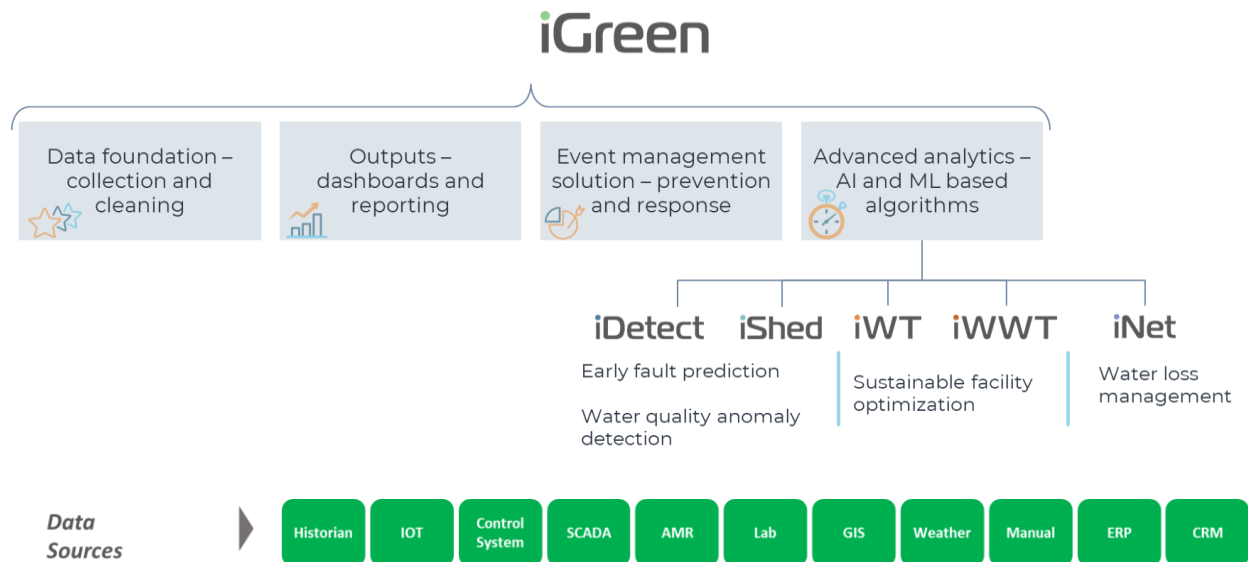 iGreen
Data foundation –
collection and
cleaning
Outputs –
dashboards and
reporting
Event management
solution – prevention
and response
Advanced analytics –
AI and ML based
algorithms
iDetect
iShed
iWT
iWWT
iNet
Early fault prediction
Water quality anomaly
detection
Sustainable facility
optimization
Water loss
management
Data
Sources
Historian
IOT
Control
System
SCADA
AMR
Lab
GIS
Weather
Manual
ERP
CRM